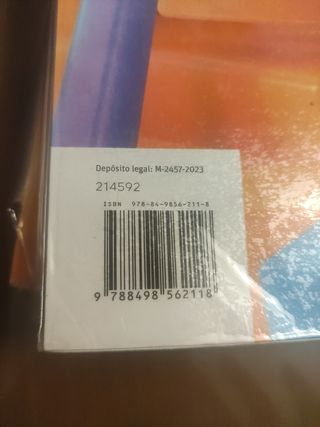 Depósito legal: M-2457-2023
214592
ISBN 978-84-9856-211-8
9 788498 562118